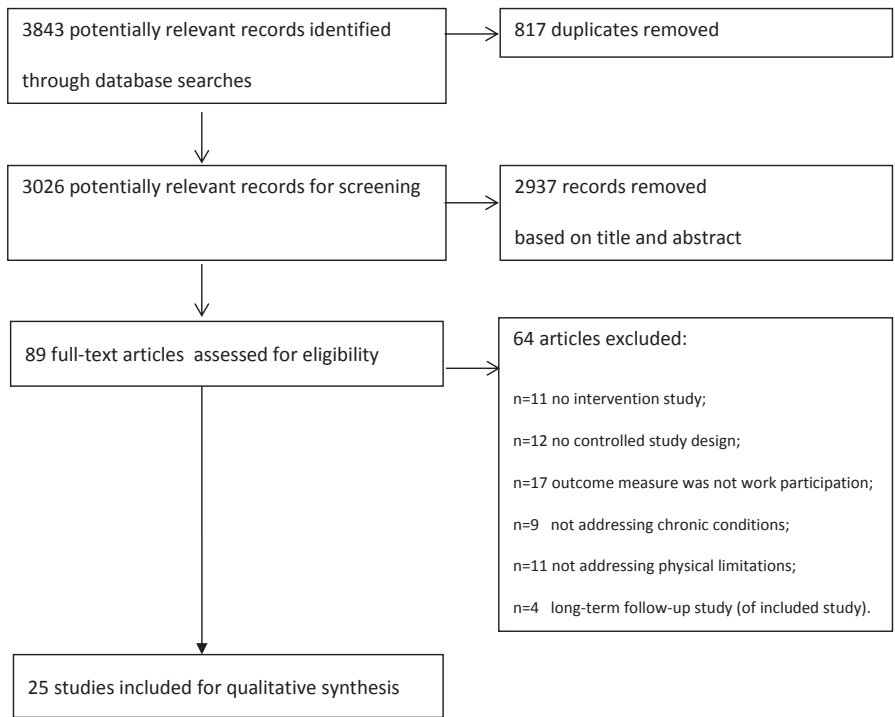 3843 potentially relevant records identified
through database searches
817 duplicates removed
3026 potentially relevant records for screening
2937 records removed
based on title and abstract
89 full-text articles  assessed for eligibility
64 articles excluded:
n=11 no intervention study;
n=12 no controlled study design;
n=17 outcome measure was not work participation;
n=9   not addressing chronic conditions;
n=11 not addressing physical limitations;
n=4   long-term follow-up study (of included study).
25 studies included for qualitative synthesis